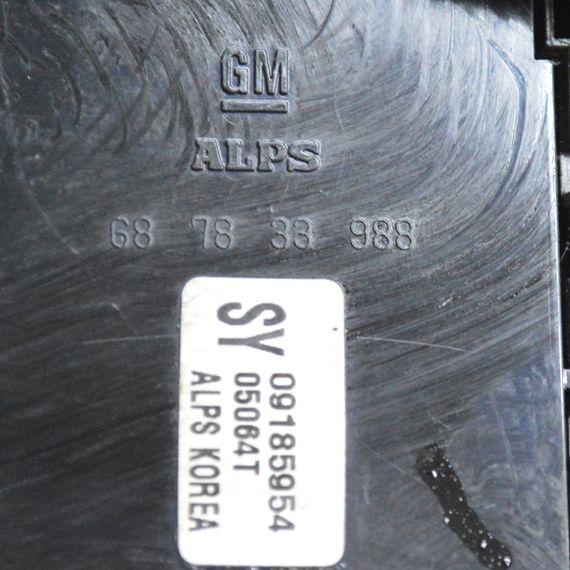 GM
ALPS
68 78 33 988
SY
09185954
05064T
ALPS KOREA